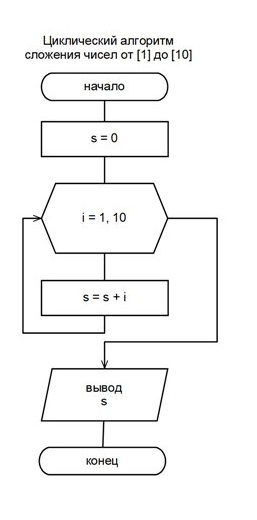 Циклический алгоритм
сложения чисел от [1] до [10]
начало
s = 0
i = 1, 10
s = s + i
вывод
s
конец